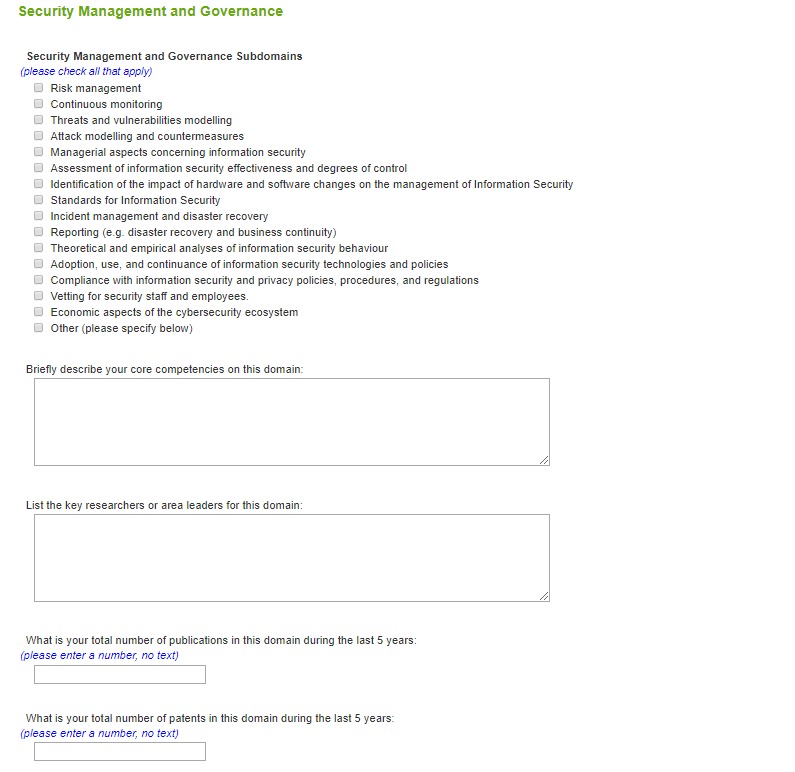 Security Management and Governance
Security Management and Governance Subdomains
(please check all that apply)
Risk management
Continuous monitoring
Threats and vulnerabilities modelling
Attack modelling and countermeasures
Managerial aspects concerning information security
Assessment of information security effectiveness and degrees of control
Identification of the impact of hardware and software changes on the management of Information Security
Standards for Information Security
Incident management and disaster recovery
Reporting (e.g. disaster recovery and business continuity)
Theoretical and empirical analyses of information security behaviour
Adoption, use, and continuance of information security technologies and policies
Compliance with information security and privacy policies, procedures, and regulations
Vetting for security staff and employees.
Economic aspects of the cybersecurity ecosystem
Other (please specify below)
Briefly describe your core competencies on this domain:
List the key researchers or area leaders for this domain:
What is your total number of publications in this domain during the last 5 years:
(please enter a number, no text)
What is your total number of patents in this domain during the last 5 years:
(please enter a number, no text)